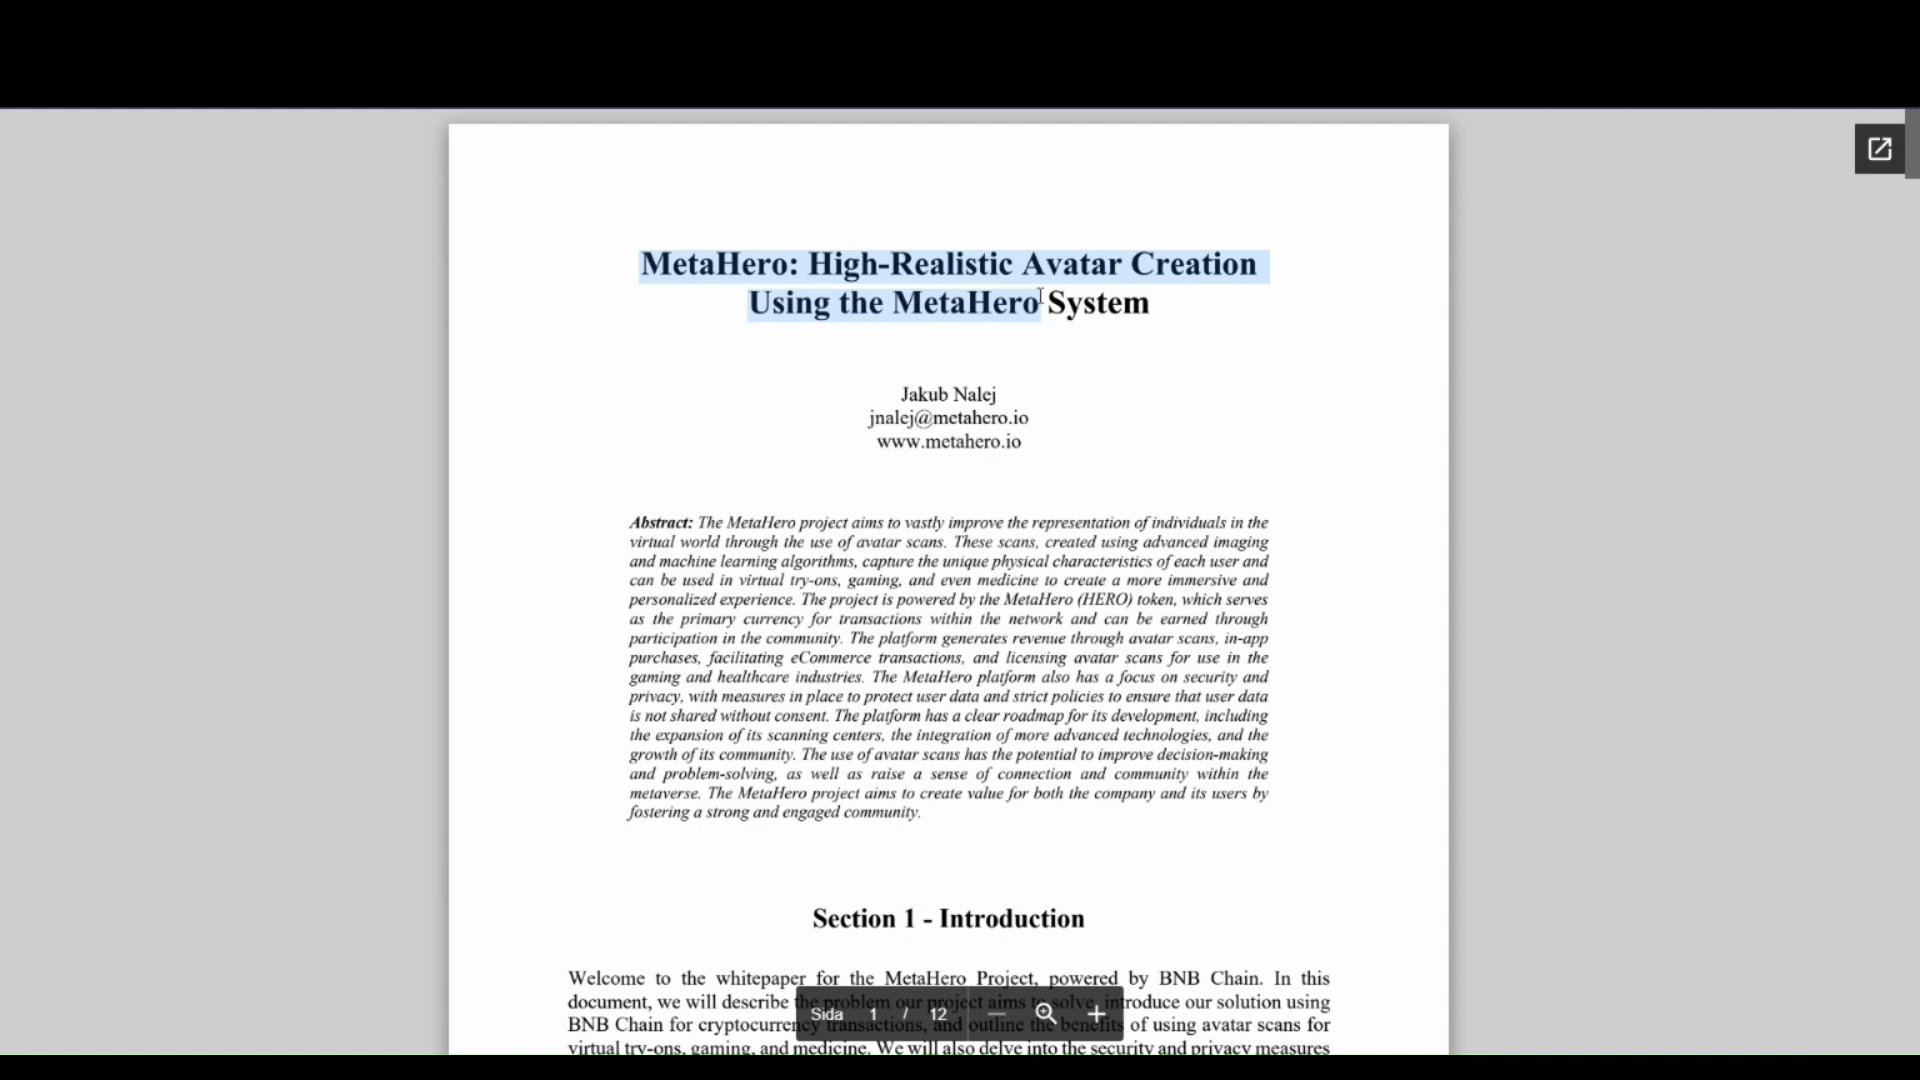 MetaHero: High-Realistic Avatar Creation
Using the MetaHero System
Jakub Nalej
jnalej@metahero.io
www.metahero.io
Abstract: The MetaHero project aims to vastly improve the representation of individuals in the
virtual world through the use of avatar scans. These scans, created using advanced imaging
and machine learning algorithms, capture the unique physical characteristics of each user and
can be used in virtual try-ons, gaming, and even medicine to create a more immersive and
personalized experience. The project is powered by the MetaHero (HERO) token, which serves
as the primary currency for transactions within the network and can be earned through
participation in the community. The platform generates revenue through avatar scans, in-app
purchases, facilitating eCommerce transactions, and licensing avatar scans for use in the
gaming and healthcare industries. The MetaHero platform also has a focus on security and
privacy, with measures in place to protect user data and strict policies to ensure that user data
is not shared without consent. The platform has a clear roadmap for its development, including
the expansion of its scanning centers, the integration of more advanced technologies, and the
growth of its community. The use of avatar scans has the potential to improve decision-making
and problem-solving, as well as raise a sense of connection and community within the
metaverse. The MetaHero project aims to create value for both the company and its users by
fostering a strong and engaged community.
Section 1 - Introduction
Welcome to the whitepaper for the MetaHero Project, powered by BNB Chain. In this
document, we will describe the problem our project aims to solve, introduce our solution using
BNB Chain for cryptocurrency transactions, and outline the benefits of using avatar scans for
virtual try-ons, gaming, and medicine. We will also delve into the security and privacy measures
Sida 1 / 12